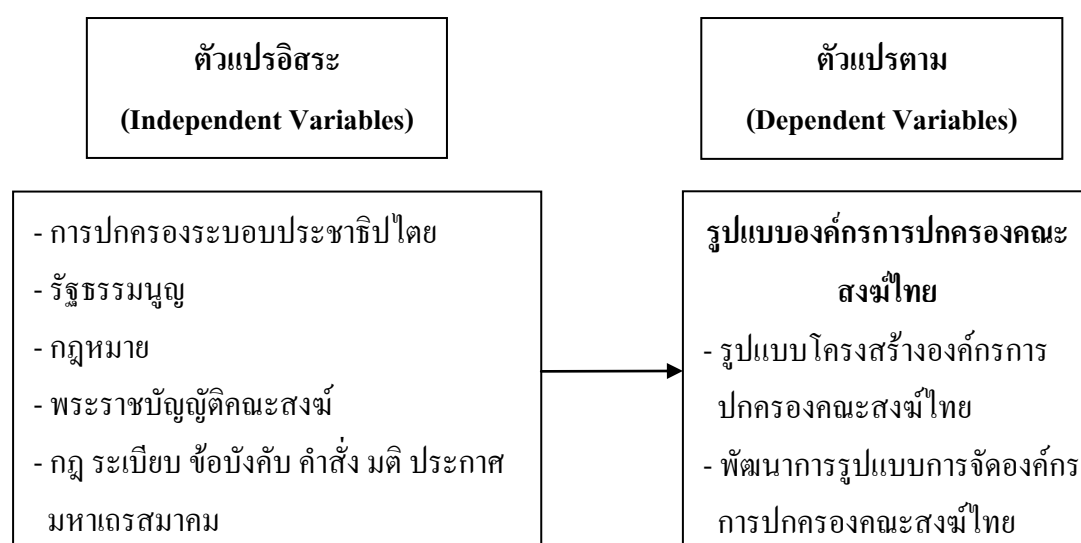 ตัวแปรอิสระ
(Independent Variables)
ตัวแปรตาม
(Dependent Variables)
- การปกครองระบอบประชาธิปไตย
- รัฐธรรมนูญ
- กฎหมาย
- พระราชบัญญัติคณะสงฆ์
- กฎ ระเบียบ ข้อบังคับ คำสั่ง มติ ประกาศ
มหาเถรสมาคม
รูปแบบองค์กรการปกครองคณะ
สงฆ์ไทย
- รูปแบบโครงสร้างองค์กรการ
ปกครองคณะสงฆ์ไทย
- พัฒนาการรูปแบบการจัดองค์กร
การปกครองคณะสงฆ์ไทย